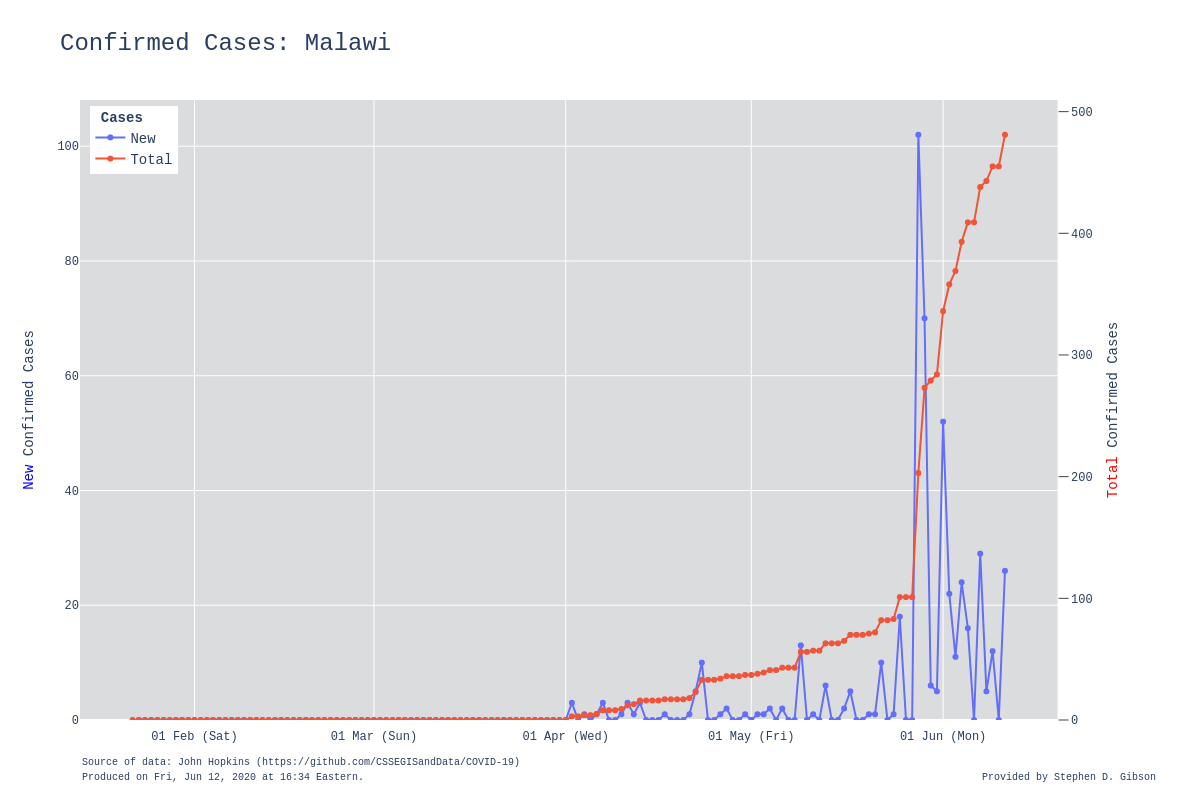 Confirmed Cases: Malawi
Cases
New
Total
100
80
60
40
20
0
500
400
300
200
100
0
New Confirmed Cases
Total Confirmed Cases
01 Feb (Sat)
01 Mar (Sun)
01 Apr (Wed)
01 May (Fri)
01 Jun (Mon)
Source of data: John Hopkins (https://github.com/CSSEGISandData/COVID-19)
Produced on Fri, Jun 12, 2020 at 16:34 Eastern.
Provided by Stephen D. Gibson